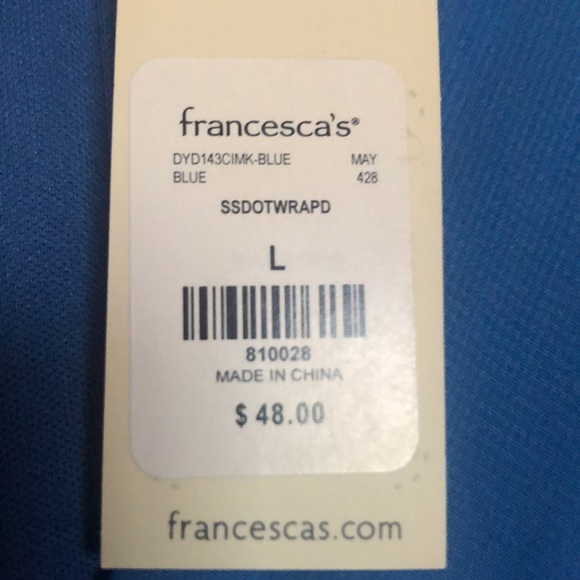 francesca's®
DYD143CIMK-BLUE MAY
BLUE 428
SSDOTWRAPD
L
810028
MADE IN CHINA
$ 48.00
francescas.com